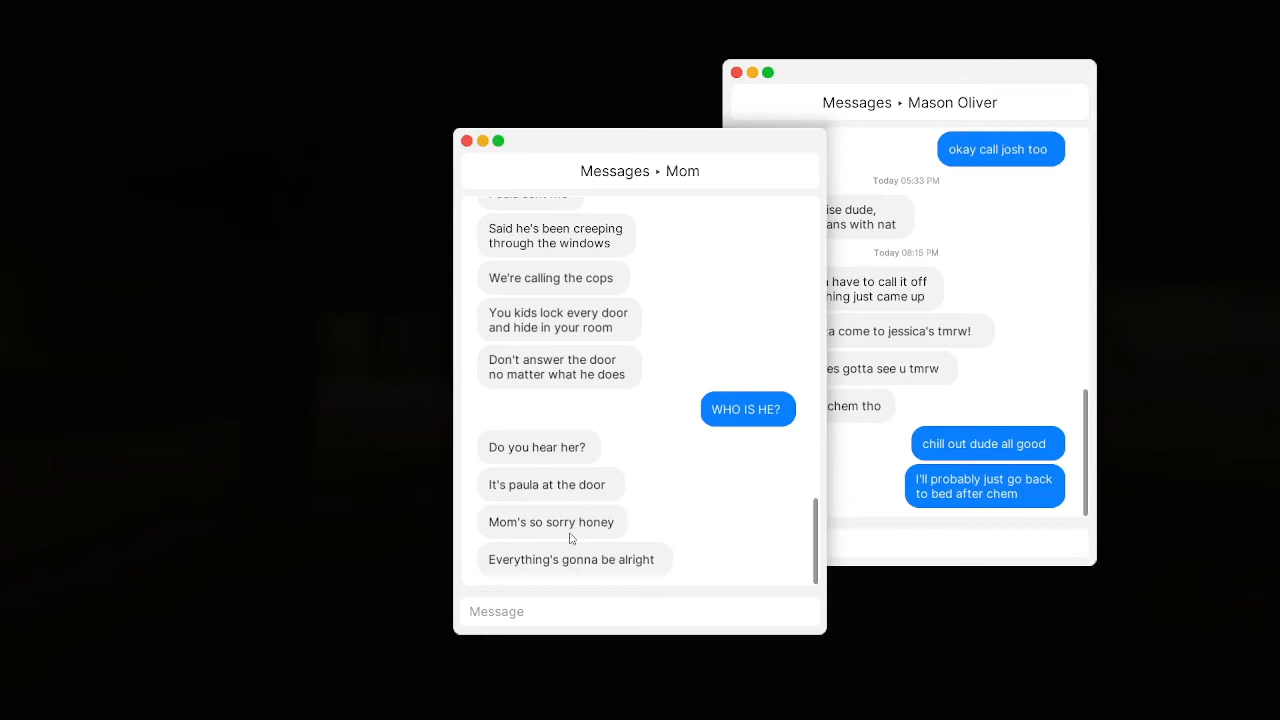 Messages ▸ Mason Oliver
okay call josh too
Today 05:33 PM
ise dude,
ans with nat
Today 08:15 PM
have to call it off
hing just came up
a come to jessica's tmrw!
es gotta see u tmrw
chem tho
chill out dude all good
I'll probably just go back
to bed after chem
Messages ▸ Mom
Said he's been creeping
through the windows
We're calling the cops
You kids lock every door
and hide in your room
Don't answer the door
no matter what he does
WHO IS HE?
Do you hear her?
It's paula at the door
Mom's so sorry honey
Everything's gonna be alright
Message